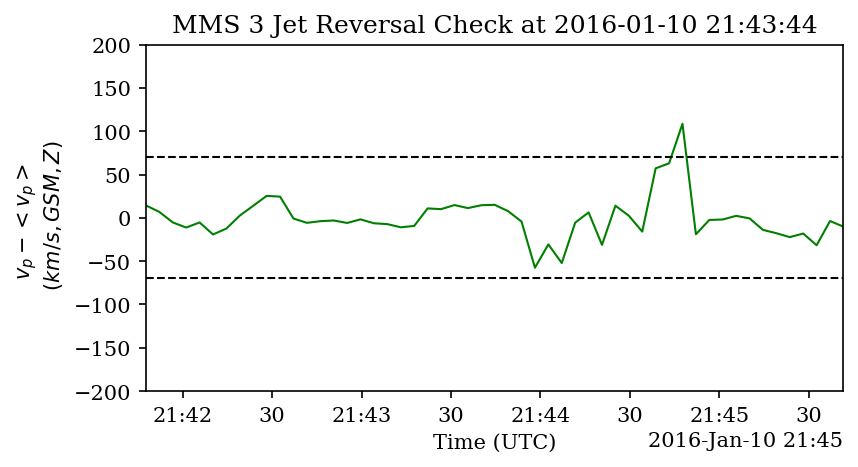 MMS 3 Jet Reversal Check at 2016-01-10 21:43:44
200
150
100
50
0
−50
−100
−150
−200
v_p − < v_p >
(km/s, GSM, Z)
21:42 30 21:43 30 21:44 30 21:45 30
Time (UTC)
2016-Jan-10 21:45